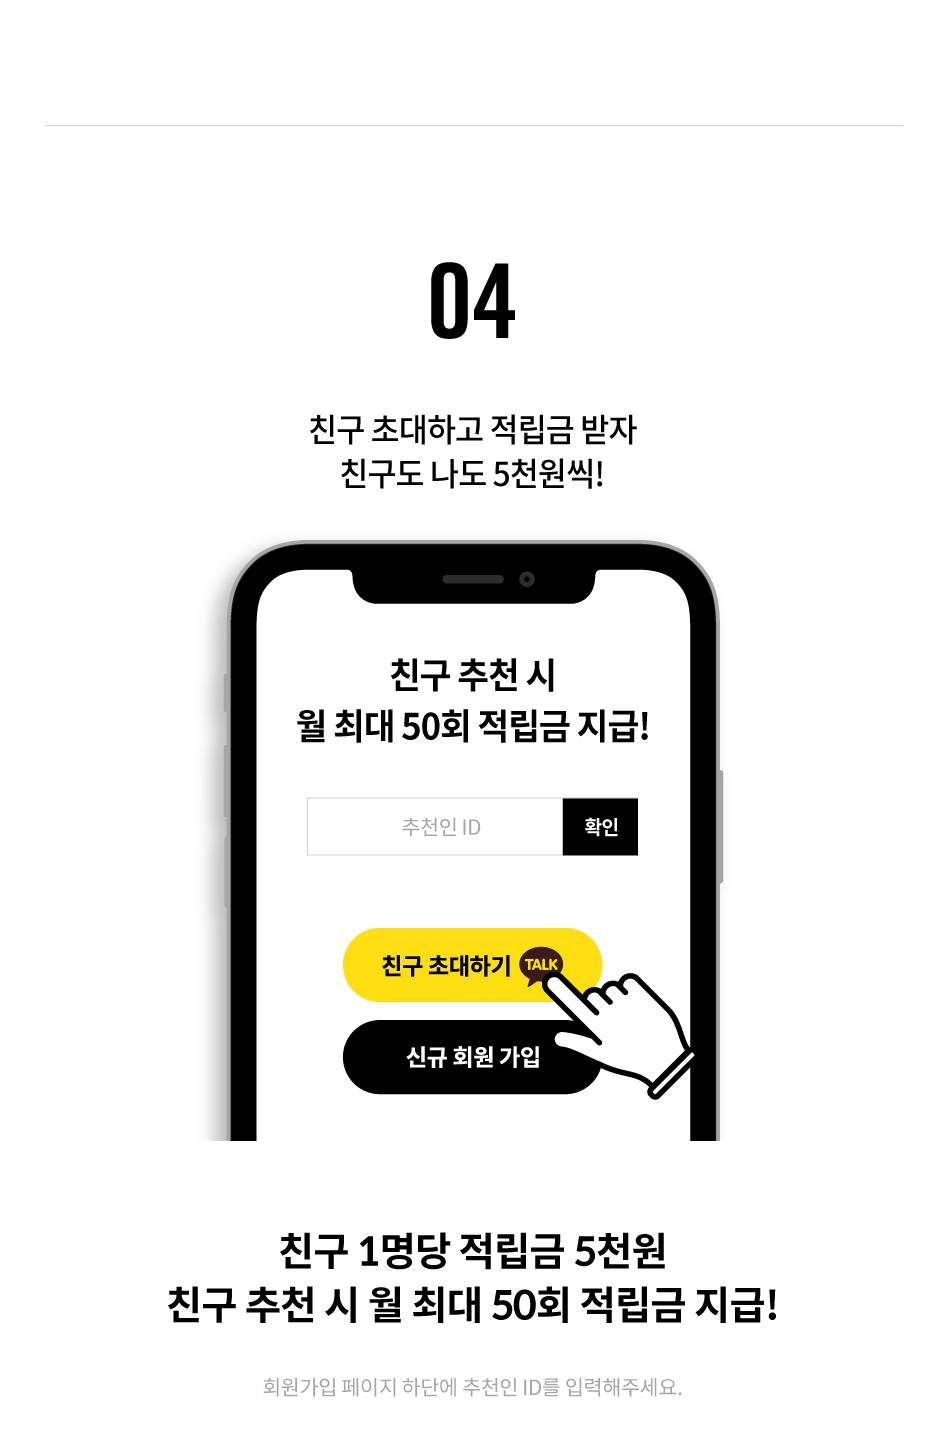 04
친구 초대하고 적립금 받자
친구도 나도 5천원씩!
친구 추천 시
월 최대 50회 적립금 지급!
추천인 ID 확인
친구 초대하기 TALK
신규 회원 가입
친구 1명당 적립금 5천원
친구 추천 시 월 최대 50회 적립금 지급!
회원가입 페이지 하단에 추천인 ID를 입력해주세요.